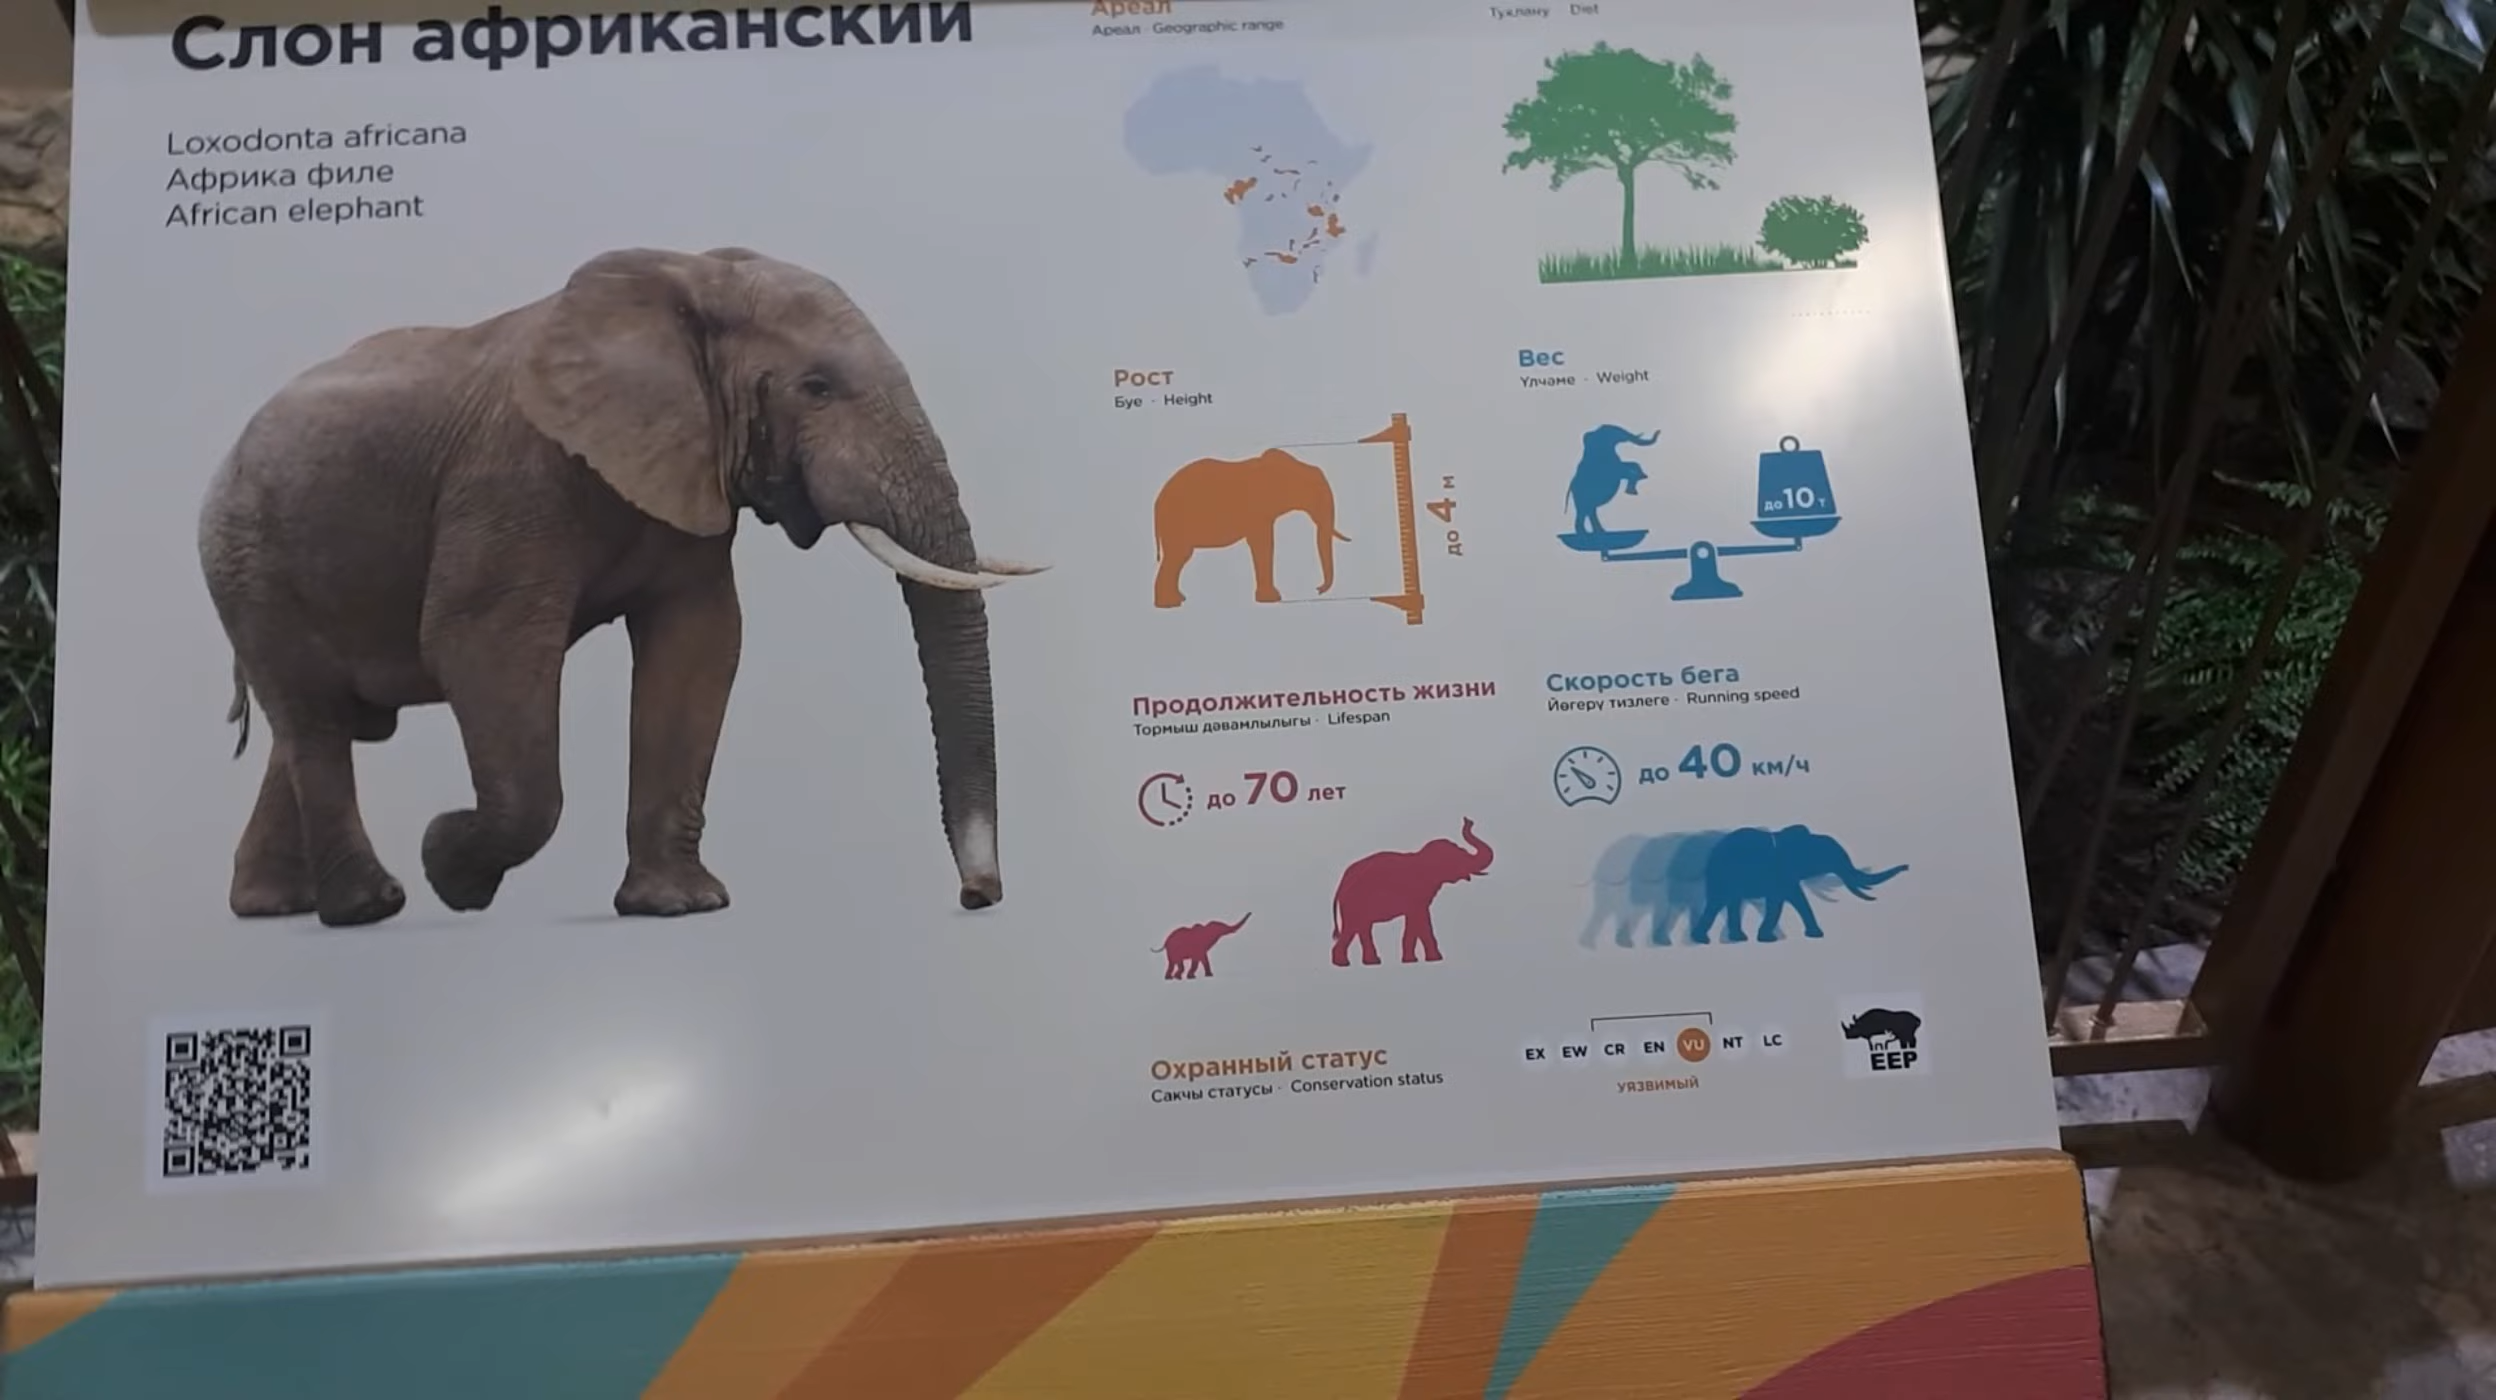 Слон африканский
Loxodonta africana
Африка филе
African elephant
Ареал
Ареал · Geographic range
Туклану Diet
Рост
Буе · Height
до 4 м
Вес
Үлчәме · Weight
до 10 т
Продолжительность жизни
Тормыш дәвамлылыгы · Lifespan
до 70 лет
Скорость бега
Йөгерү тизлеге · Running speed
до 40 км/ч
Охранный статус
Сакчы статусы · Conservation status
EX EW CR EN VU NT LC
УЯЗВИМЫЙ
in
EEP